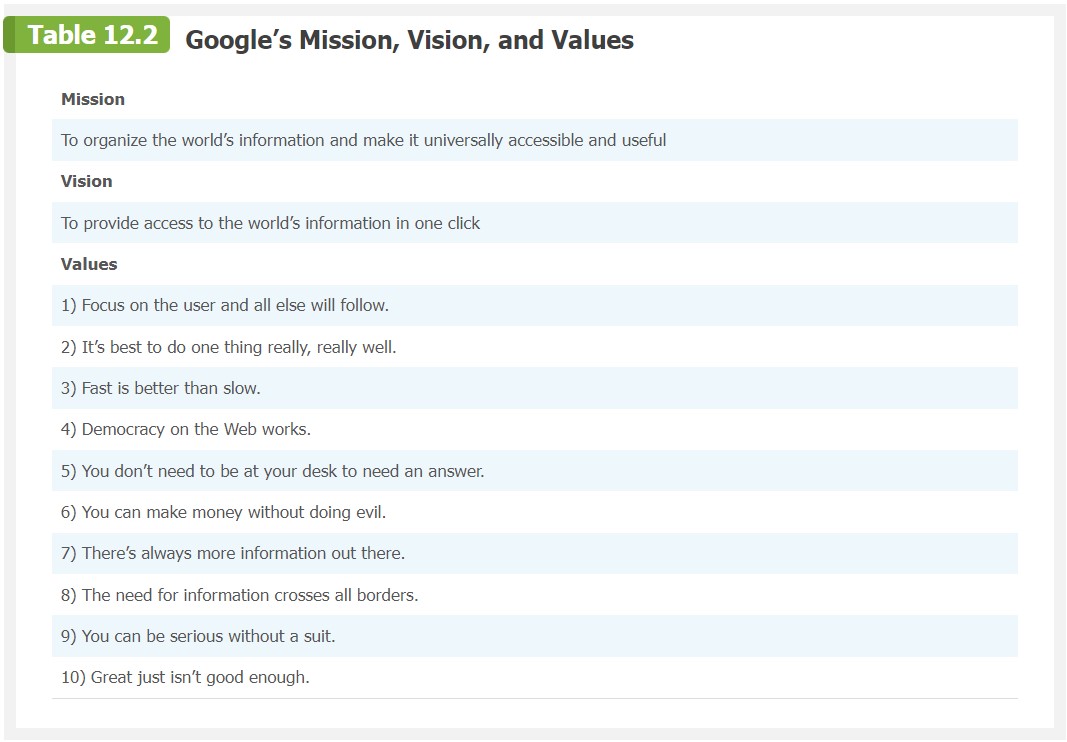 Table 12.2 Google’s Mission, Vision, and Values
Mission
To organize the world’s information and make it universally accessible and useful
Vision
To provide access to the world’s information in one click
Values
1) Focus on the user and all else will follow.
2) It’s best to do one thing really, really well.
3) Fast is better than slow.
4) Democracy on the Web works.
5) You don’t need to be at your desk to need an answer.
6) You can make money without doing evil.
7) There’s always more information out there.
8) The need for information crosses all borders.
9) You can be serious without a suit.
10) Great just isn’t good enough.